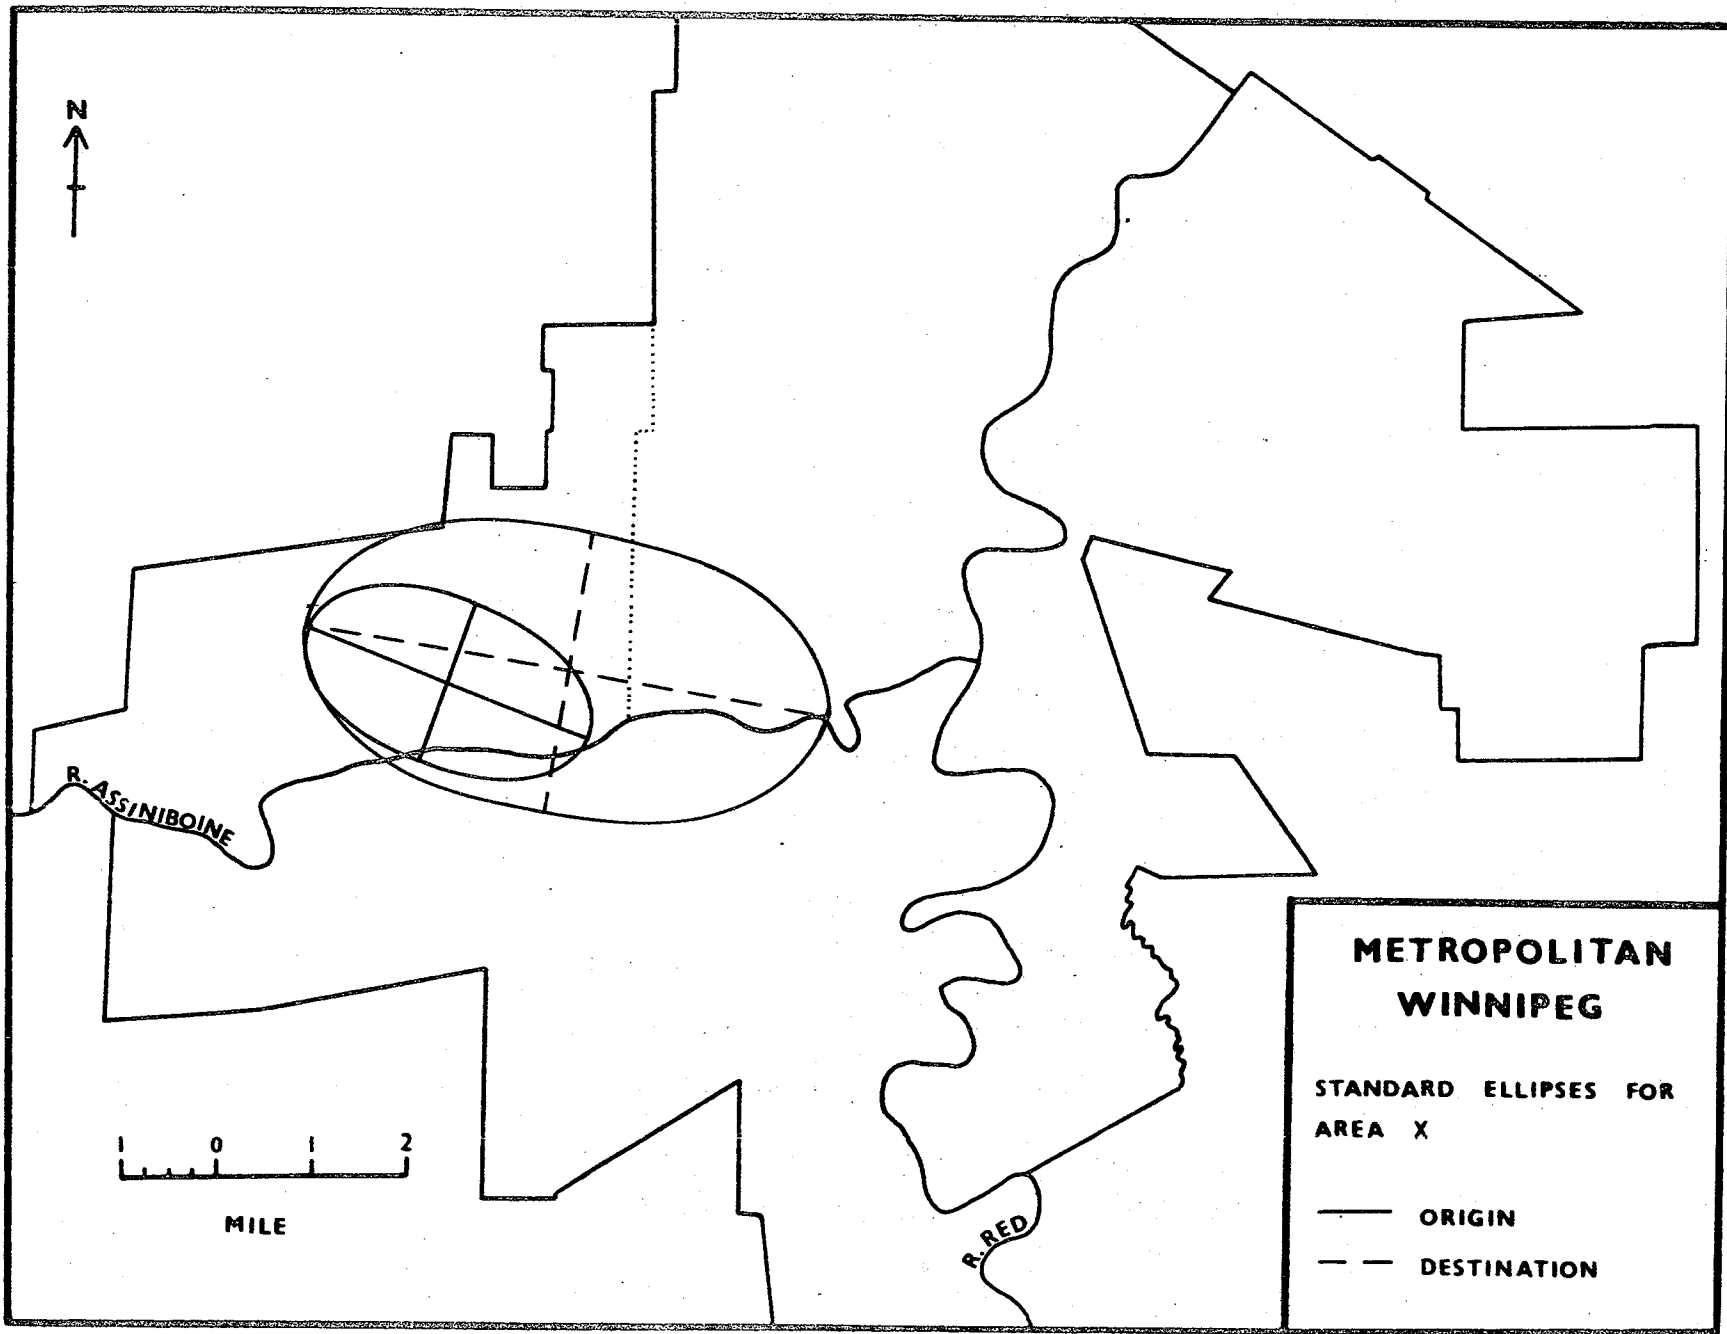 N
R. ASSINIBOINE
1 0 1 2
MILE
R. RED
METROPOLITAN
WINNIPEG
STANDARD ELLIPSES FOR
AREA X
ORIGIN
DESTINATION